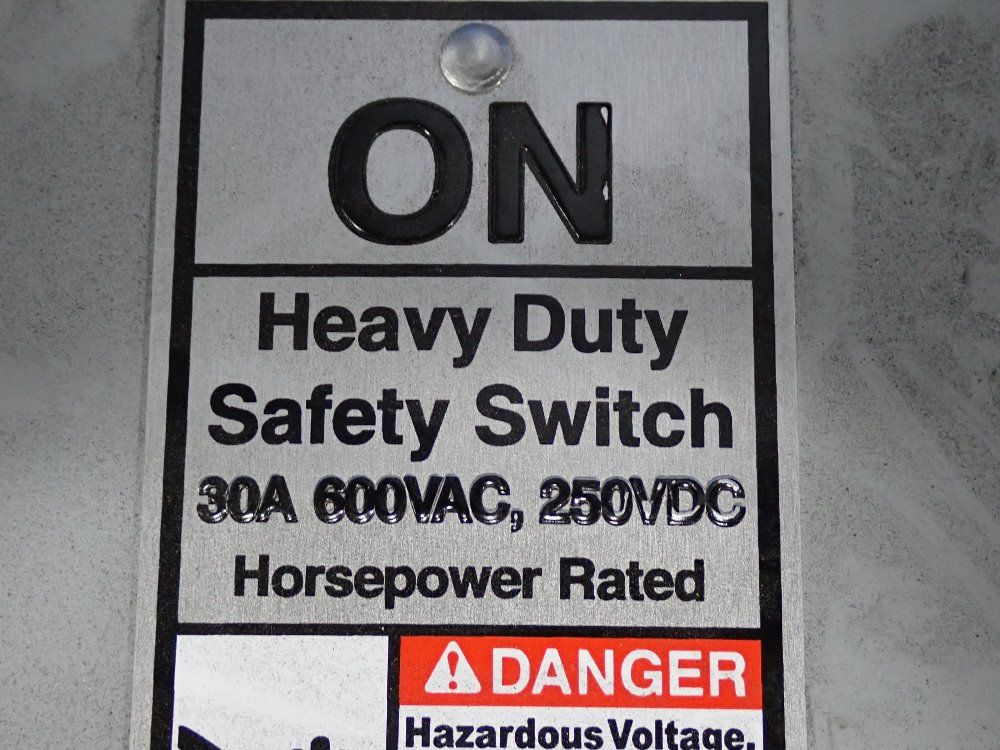 ON
Heavy Duty
Safety Switch
30A 600VAC, 250VDC
Horsepower Rated
DANGER
Hazardous Voltage.